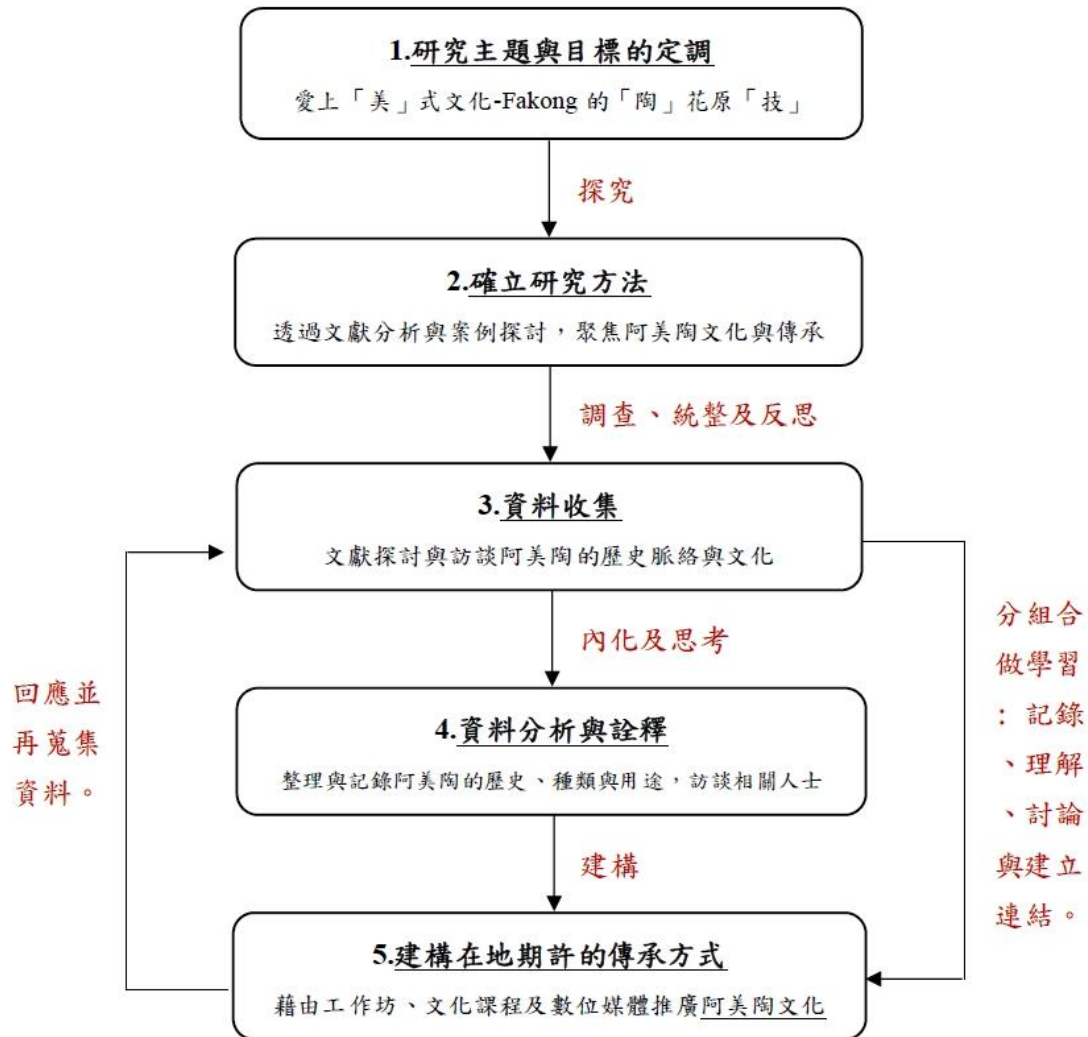 1.研究主題與目標的定調
愛上「美」式文化-Fakong 的「陶」花原「技」
探究
2.確立研究方法
透過文獻分析與案例探討，聚焦阿美陶文化與傳承
調查、統整及反思
3.資料收集
文獻探討與訪談阿美陶的歷史脈絡與文化
內化及思考
4.資料分析與詮釋
整理與記錄阿美陶的歷史、種類與用途，訪談相關人士
建構
5.建構在地期許的傳承方式
藉由工作坊、文化課程及數位媒體推廣阿美陶文化
回應並
再蒐集
資料。
分組合
做學習
：記錄
、理解
、討論
與建立
連結。